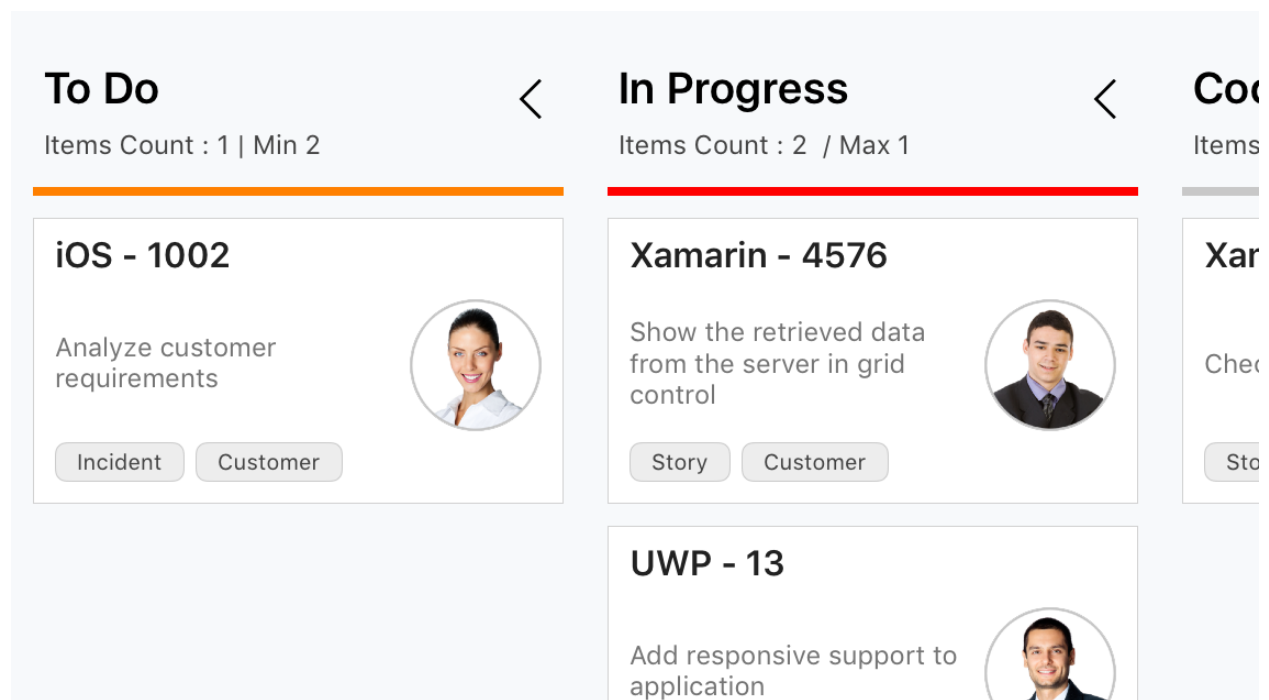 To Do
Items Count : 1 | Min 2
iOS - 1002
Analyze customer
requirements
Incident
Customer
In Progress
Items Count : 2  / Max 1
Xamarin - 4576
Show the retrieved data
from the server in grid
control
Story
Customer
UWP - 13
Add responsive support to
application
Items